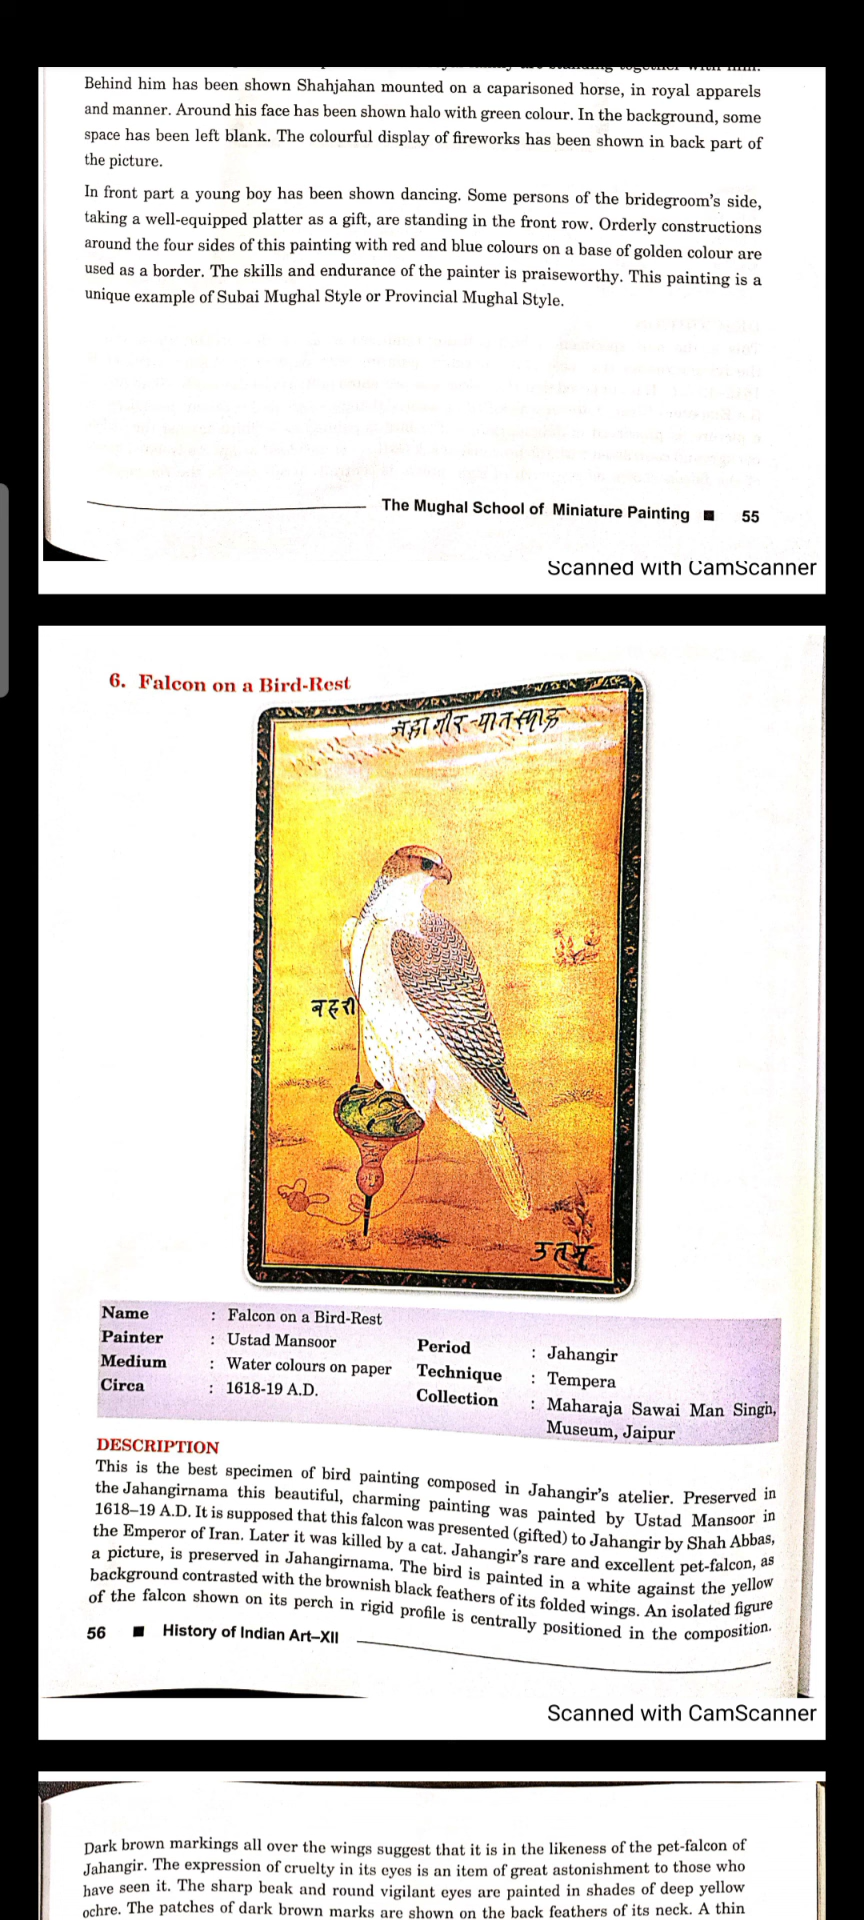 Behind him has been shown Shahjahan mounted on a caparisoned horse, in royal apparels
and manner. Around his face has been shown halo with green colour. In the background, some
space has been left blank. The colourful display of fireworks has been shown in back part of
the picture.
In front part a young boy has been shown dancing. Some persons of the bridegroom's side,
taking a well-equipped platter as a gift, are standing in the front row. Orderly constructions
around the four sides of this painting with red and blue colours on a base of golden colour are
used as a border. The skills and endurance of the painter is praiseworthy. This painting is a
unique example of Subai Mughal Style or Provincial Mughal Style.
The Mughal School of Miniature Painting ■ 55
Scanned with CamScanner
6. Falcon on a Bird-Rest
जहागीर-पातस्याह
बहरी
उतम
Name : Falcon on a Bird-Rest
Painter : Ustad Mansoor
Medium : Water colours on paper
Circa : 1618-19 A.D.
Period : Jahangir
Technique : Tempera
Collection : Maharaja Sawai Man Singh,
Museum, Jaipur
DESCRIPTION
This is the best specimen of bird painting composed in Jahangir's atelier. Preserved in
the Jahangirnama this beautiful, charming painting was painted by Ustad Mansoor in
1618–19 A.D. It is supposed that this falcon was presented (gifted) to Jahangir by Shah Abbas,
the Emperor of Iran. Later it was killed by a cat. Jahangir's rare and excellent pet-falcon, as
a picture, is preserved in Jahangirnama. The bird is painted in a white against the yellow
background contrasted with the brownish black feathers of its folded wings. An isolated figure
of the falcon shown on its perch in rigid profile is centrally positioned in the composition.
56 ■ History of Indian Art–XII
Scanned with CamScanner
Dark brown markings all over the wings suggest that it is in the likeness of the pet-falcon of
Jahangir. The expression of cruelty in its eyes is an item of great astonishment to those who
have seen it. The sharp beak and round vigilant eyes are painted in shades of deep yellow
ochre. The patches of dark brown marks are shown on the back feathers of its neck. A thin